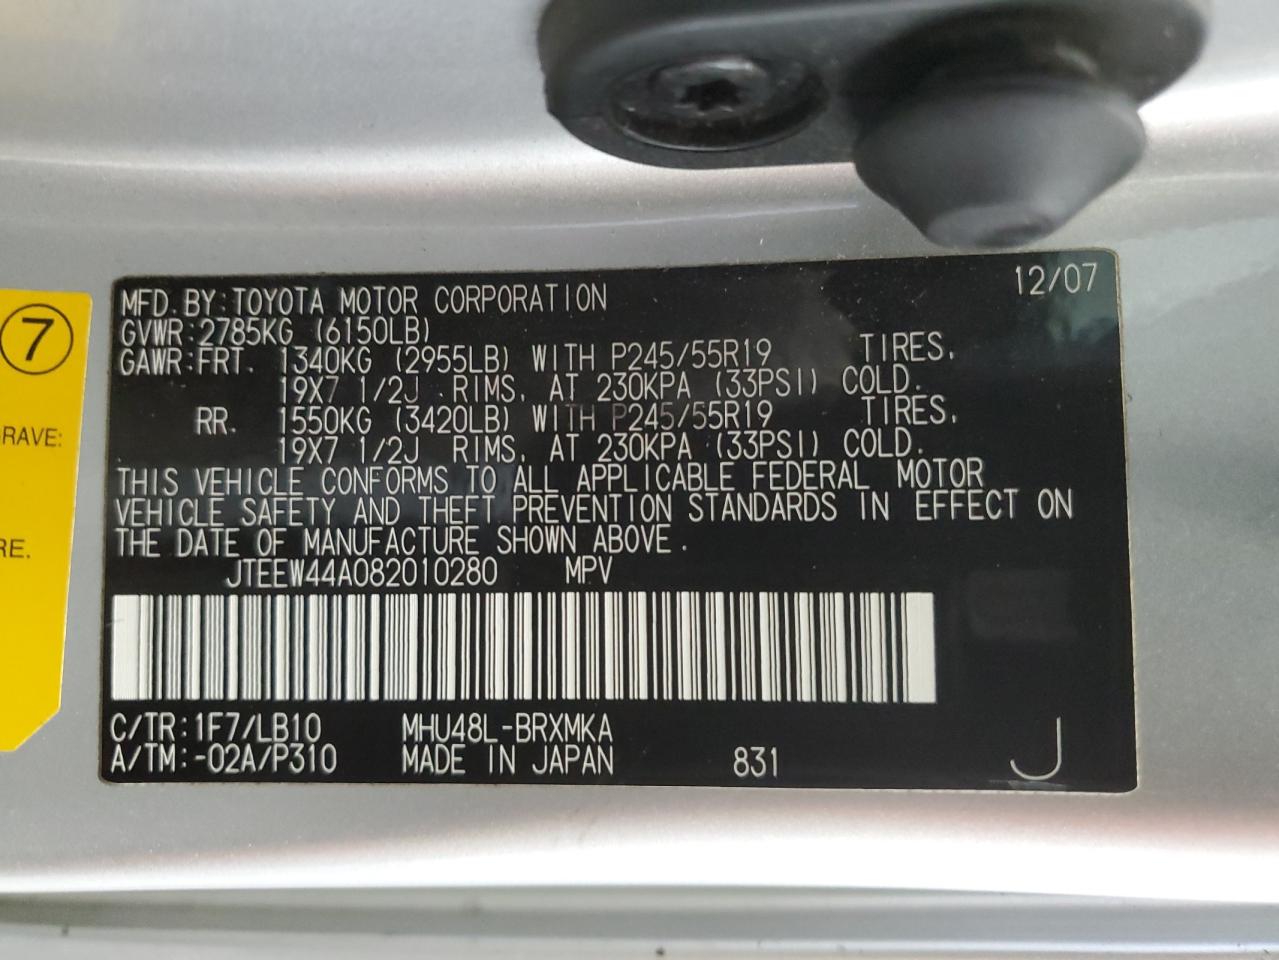 12/07
MFD. BY: TOYOTA MOTOR CORPORATION
GVWR: 2785KG (6150LB)
GAWR: FRT. 1340KG (2955LB) WITH P245/55R19 TIRES.
19X7 1/2J RIMS. AT 230KPA (33PSI) COLD.
RR. 1550KG (3420LB) WITH P245/55R19 TIRES.
19X7 1/2J RIMS. AT 230KPA (33PSI) COLD.
THIS VEHICLE CONFORMS TO ALL APPLICABLE FEDERAL MOTOR
VEHICLE SAFETY AND THEFT PREVENTION STANDARDS IN EFFECT ON
THE DATE OF MANUFACTURE SHOWN ABOVE.
JTEEW44A082010280 MPV
C/TR: 1F7/LB10 MHU48L-BRXMKA
A/TM: -02A/P310 MADE IN JAPAN 831 J
7
RAVE:
RE.